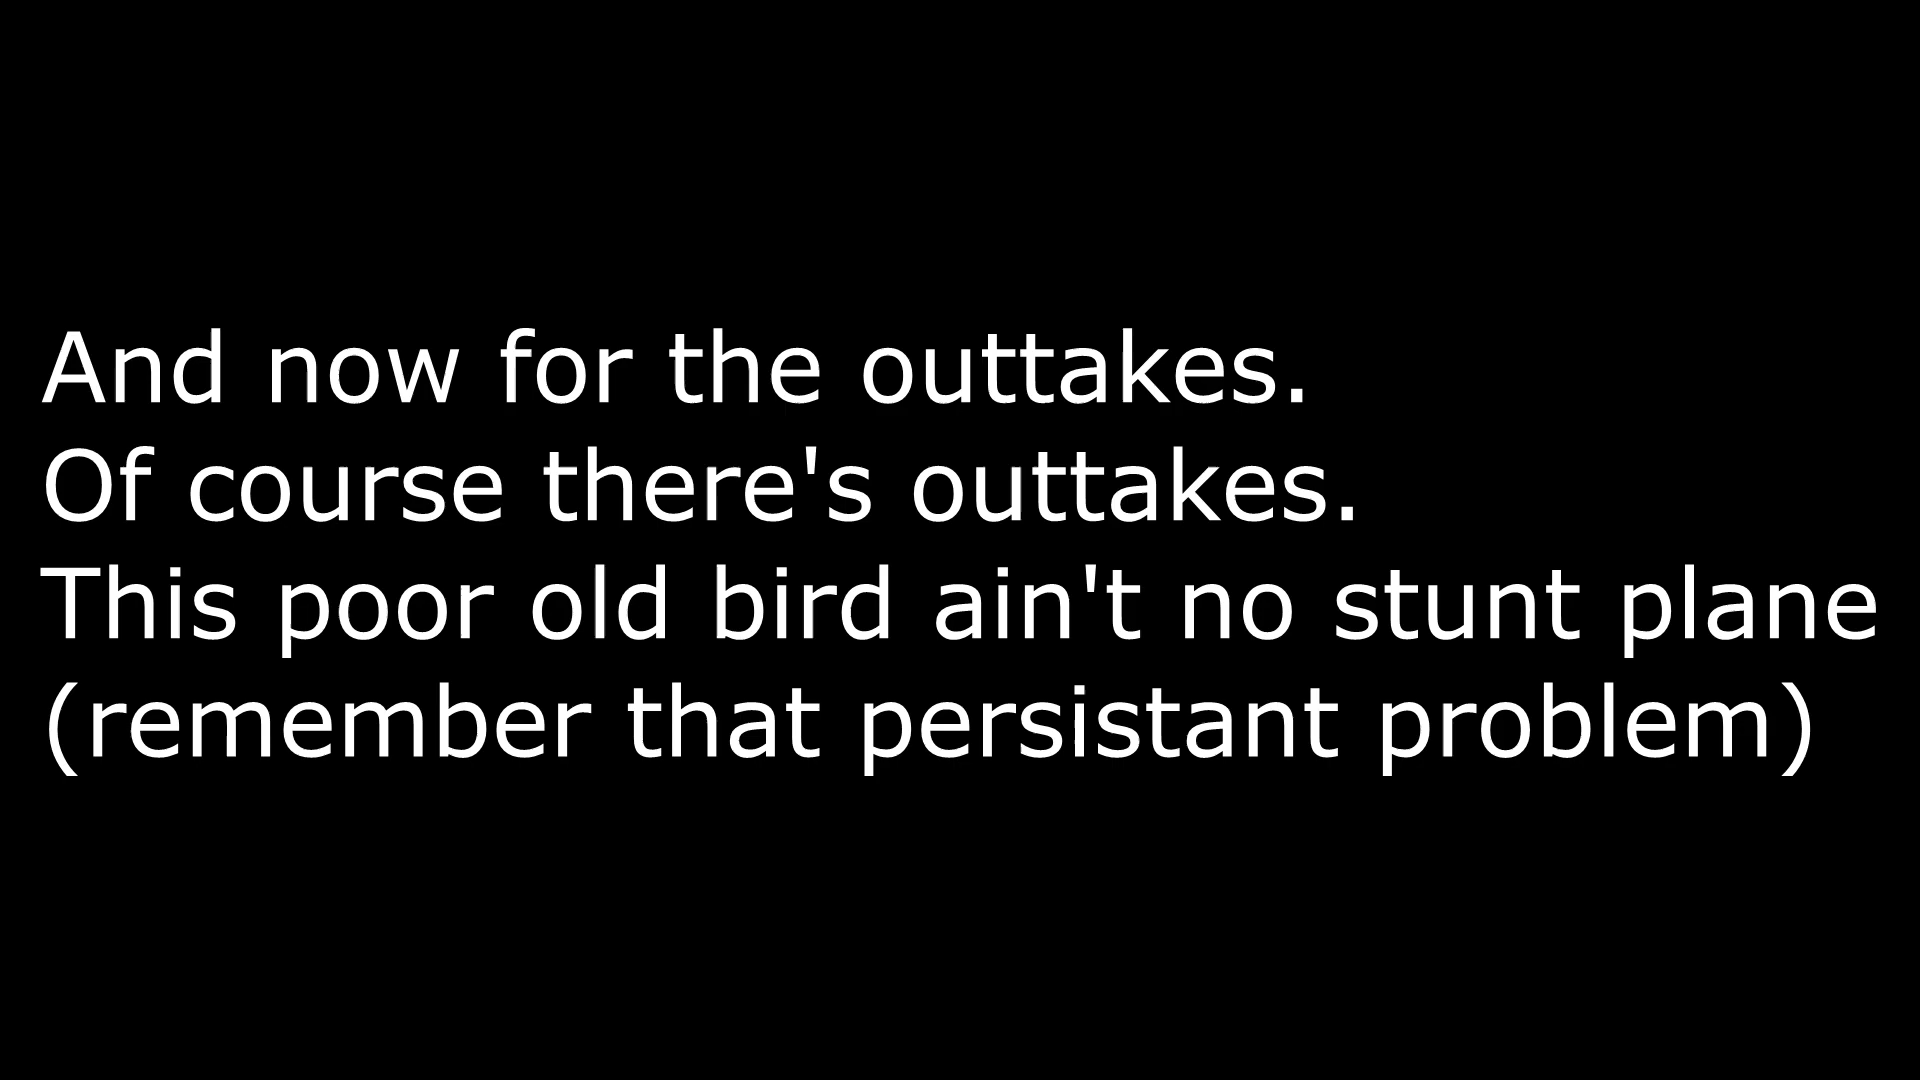 And now for the outtakes.
Of course there's outtakes.
This poor old bird ain't no stunt plane
(remember that persistant problem)